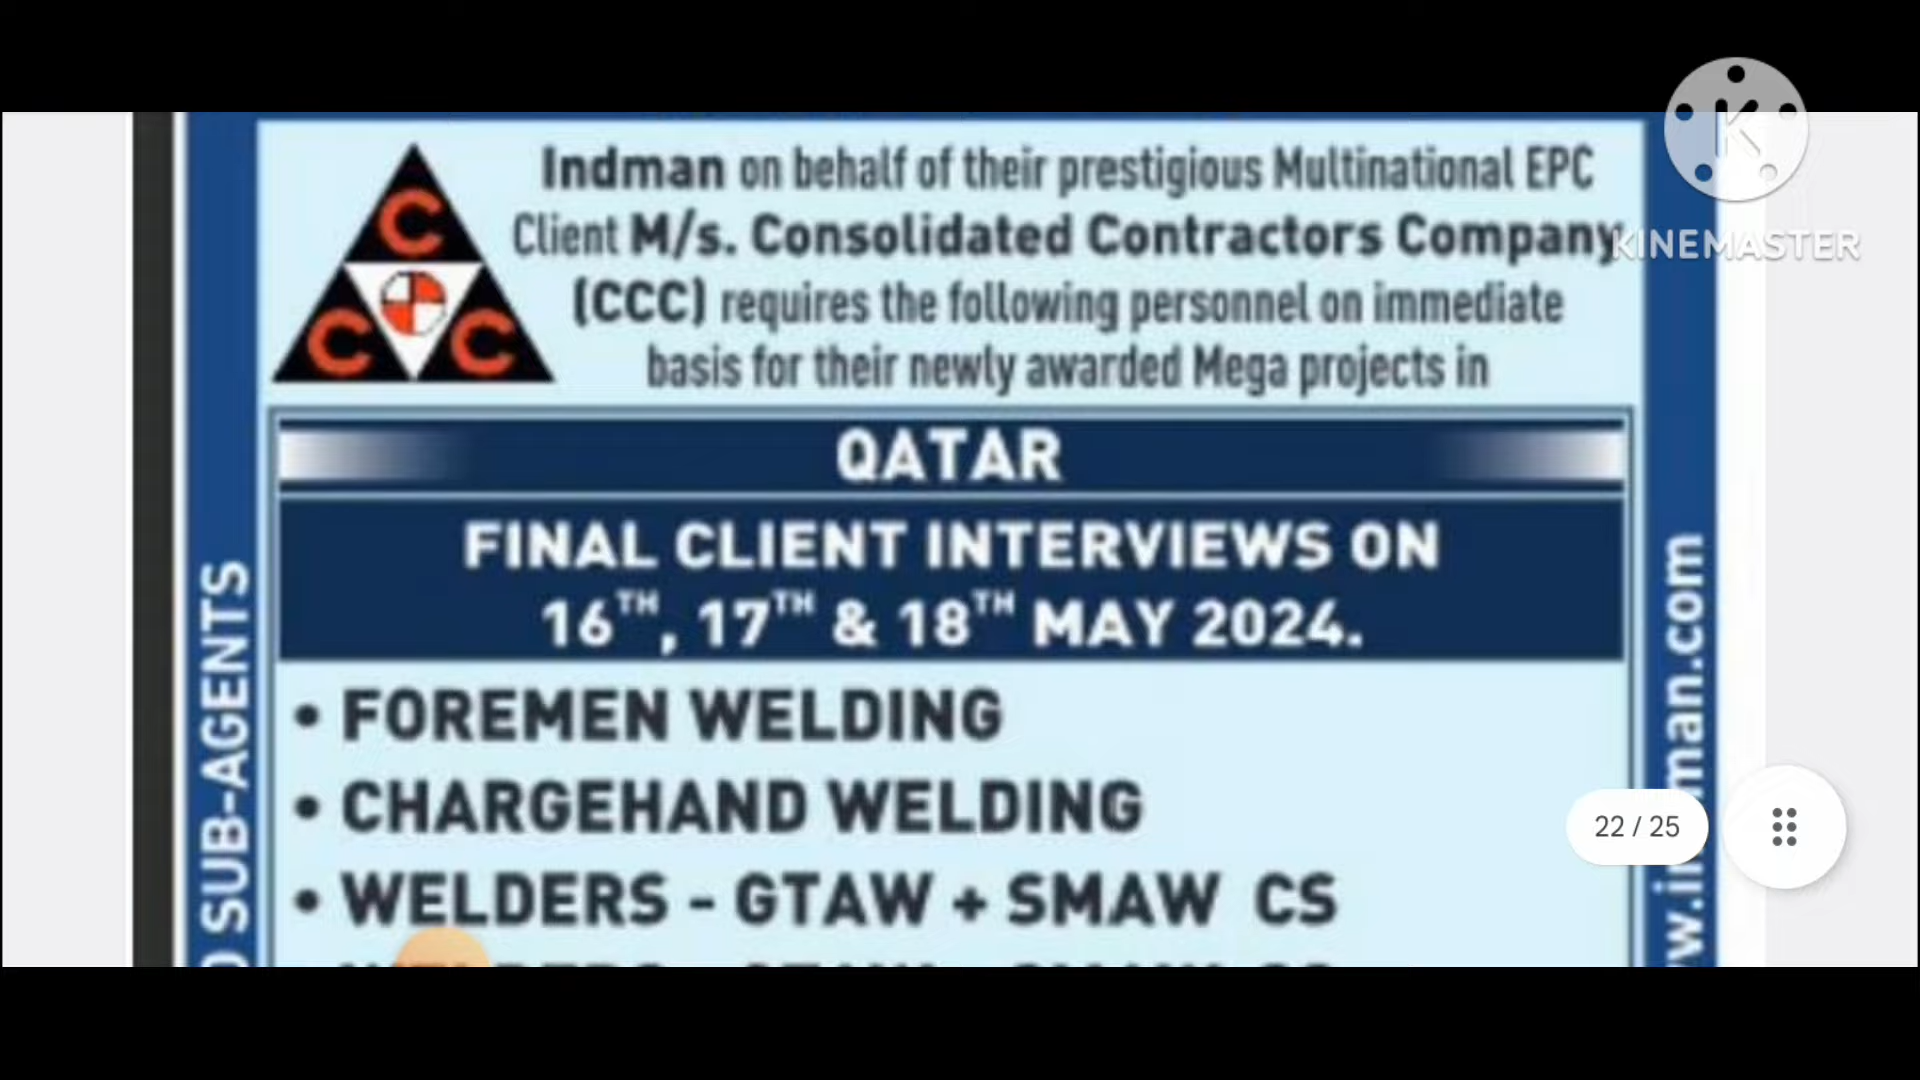 C
C C
Indman on behalf of their prestigious Multinational EPC
Client M/s. Consolidated Contractors Company
(CCC) requires the following personnel on immediate
basis for their newly awarded Mega projects in
QATAR
FINAL CLIENT INTERVIEWS ON
16TH, 17TH & 18TH MAY 2024.
• FOREMEN WELDING
• CHARGEHAND WELDING
• WELDERS - GTAW + SMAW CS
SUB-AGENTS
K
KINEMASTER
22 / 25